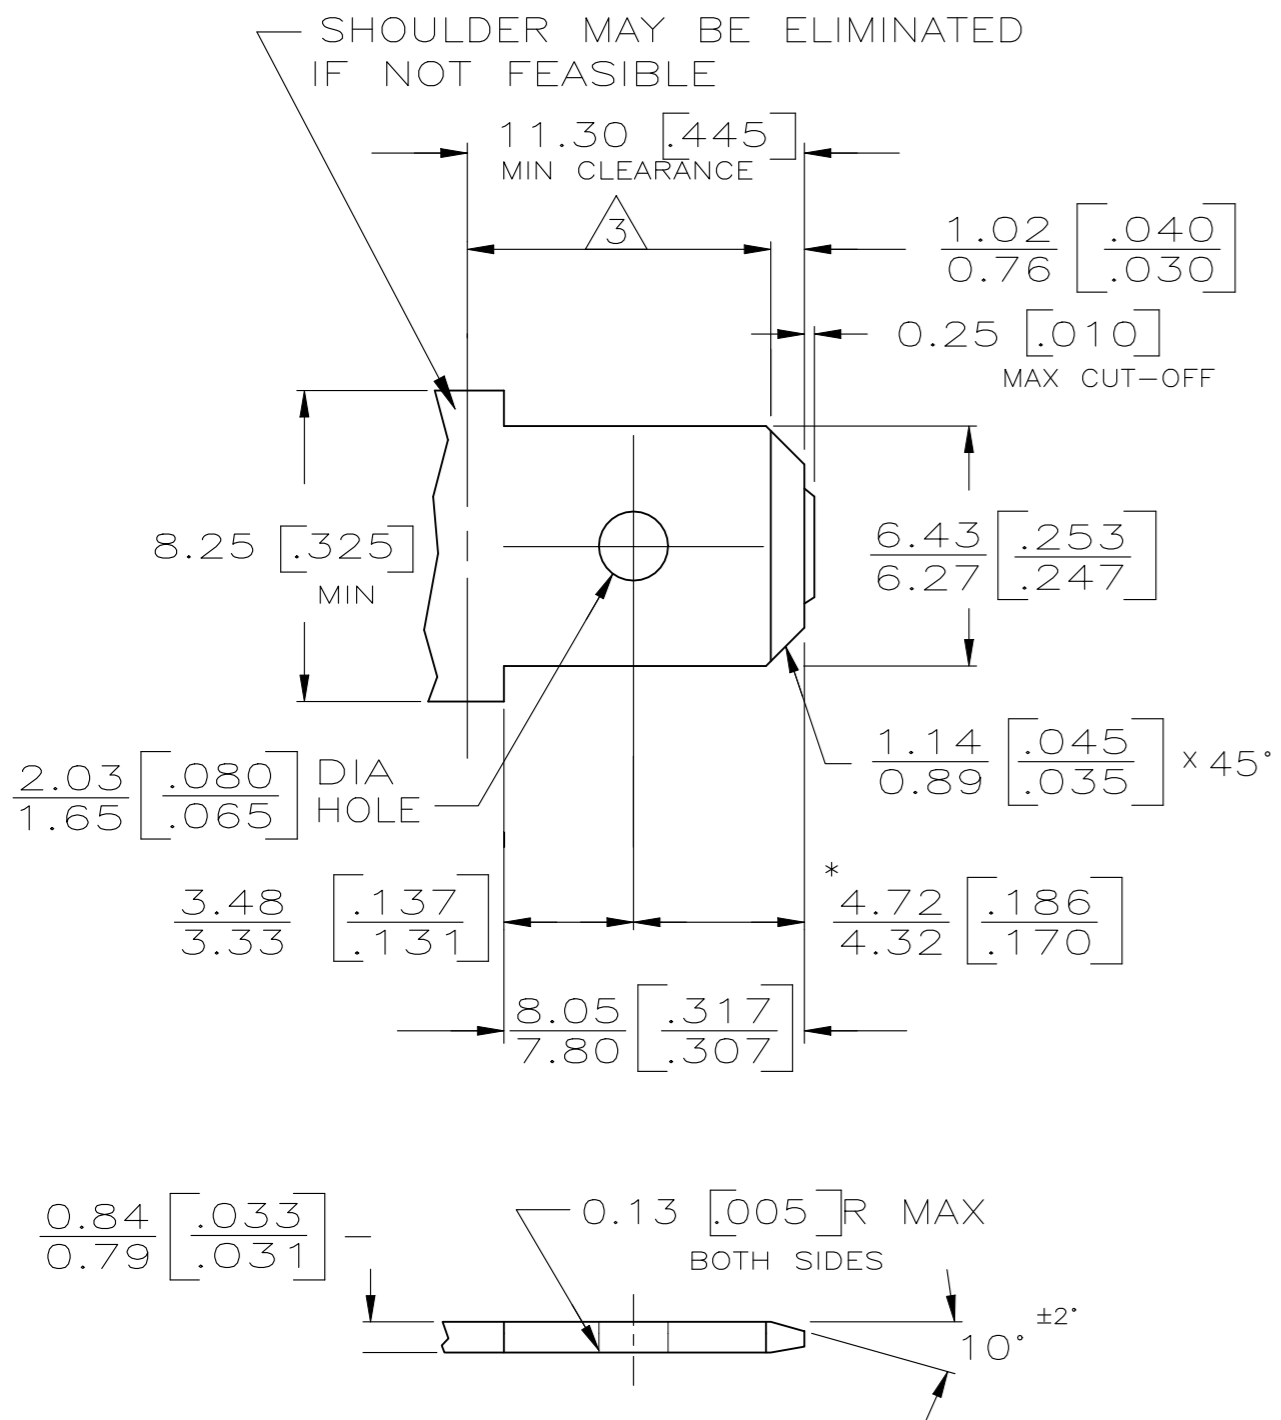 SHOULDER MAY BE ELIMINATED
IF NOT FEASIBLE
11.30 [.445]
MIN CLEARANCE
3
1.02 [.040
0.76 .030]
0.25 [.010]
MAX CUT-OFF
8.25 [.325]
MIN
6.43 [.253
6.27 .247]
2.03 [.080
1.65 .065]
DIA
HOLE
1.14 [.045
0.89 .035] x 45°
3.48 [.137
3.33 .131]
*
4.72 [.186
4.32 .170]
8.05 [.317
7.80 .307]
0.84 [.033
0.79 .031]
0.13 [.005] R MAX
BOTH SIDES
10° ±2°